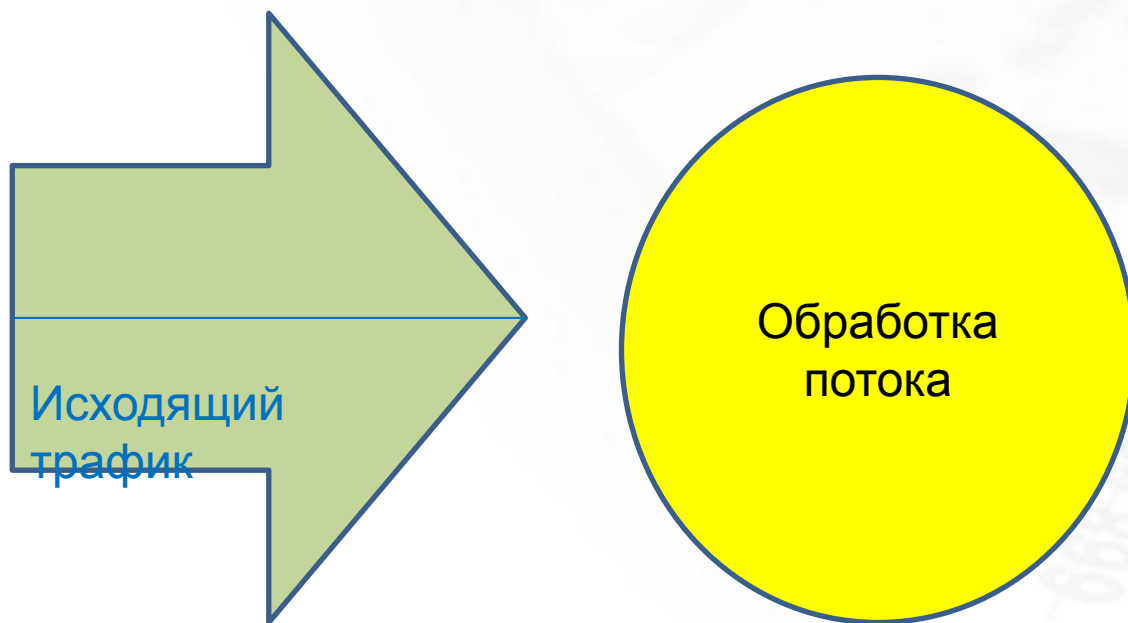 Исходящий
трафик
Обработка
потока